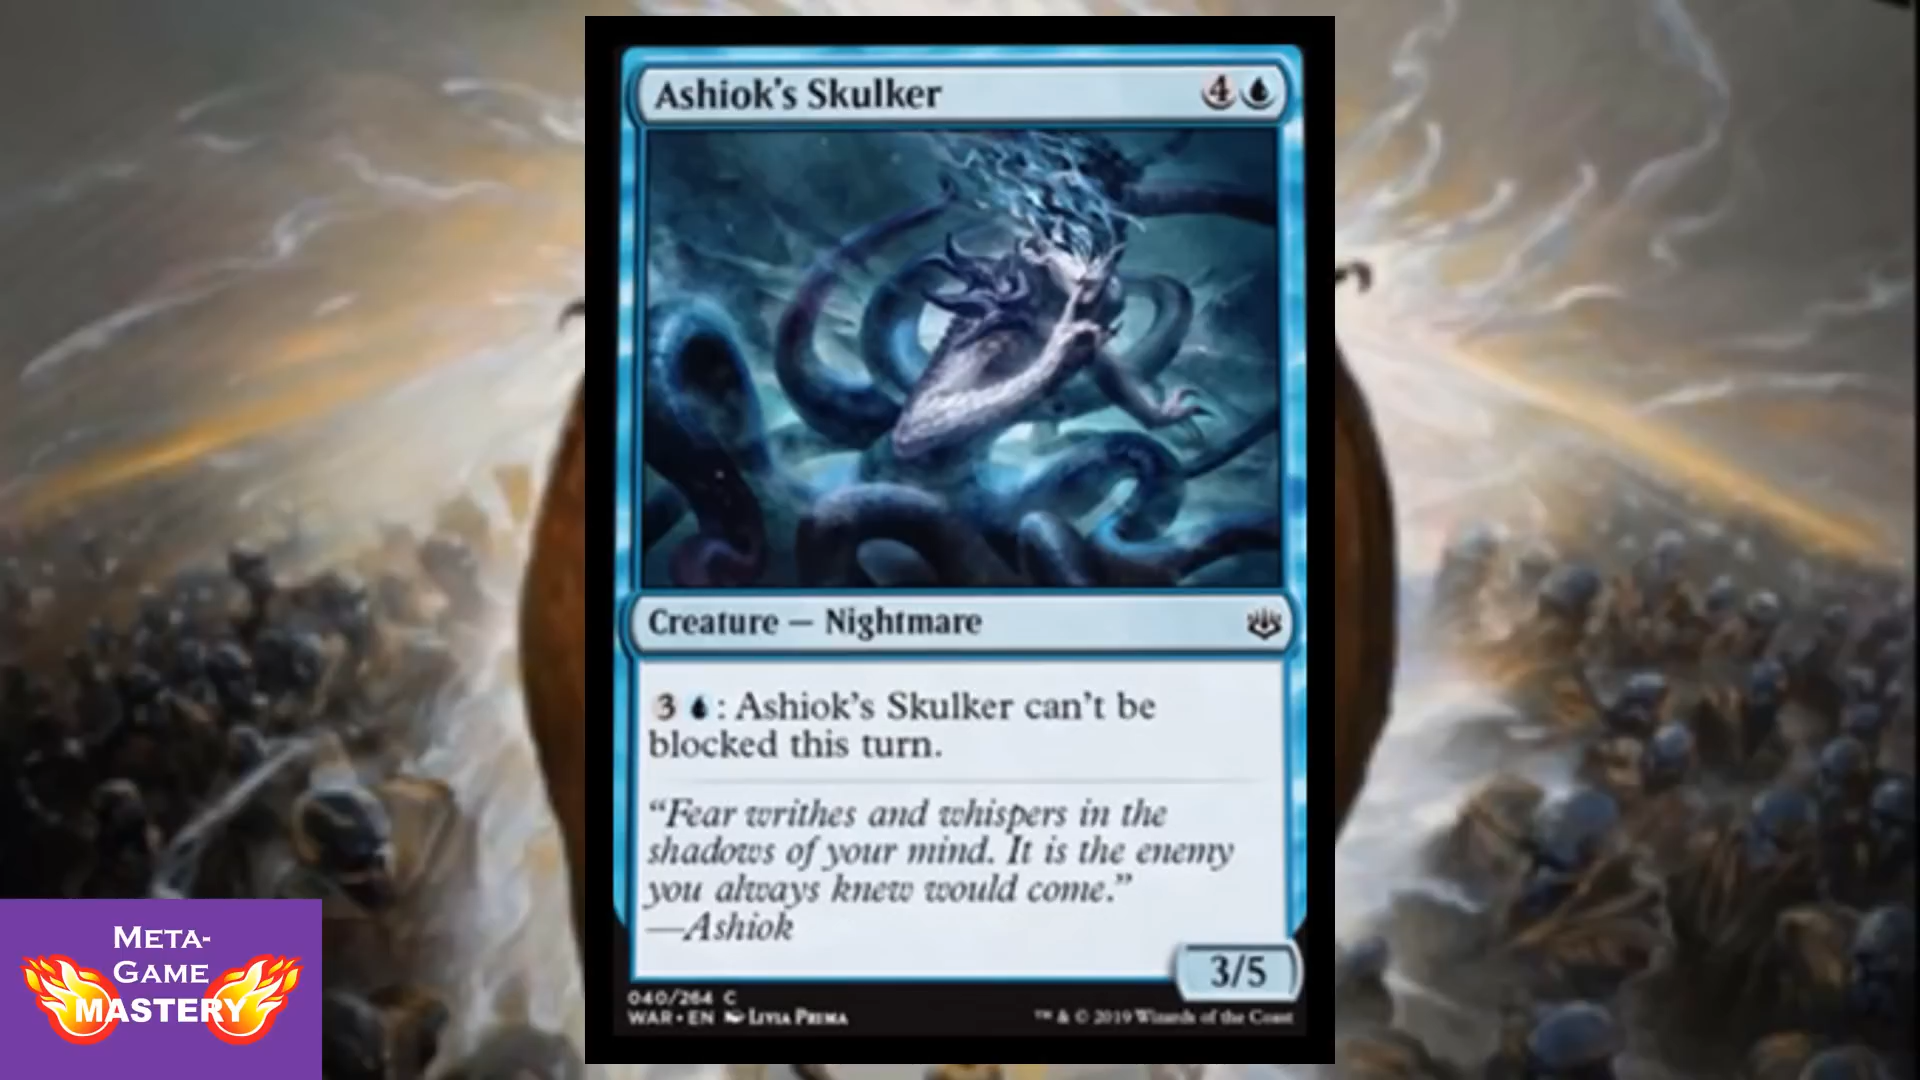 Ashiok's Skulker 4
Creature — Nightmare
3 : Ashiok's Skulker can't be
blocked this turn.
“Fear writhes and whispers in the
shadows of your mind. It is the enemy
you always knew would come.”
—Ashiok
3/5
040/264 C
WAR • EN Livia Prima
™ & © 2019 Wizards of the Coast
META-
GAME
MASTERY